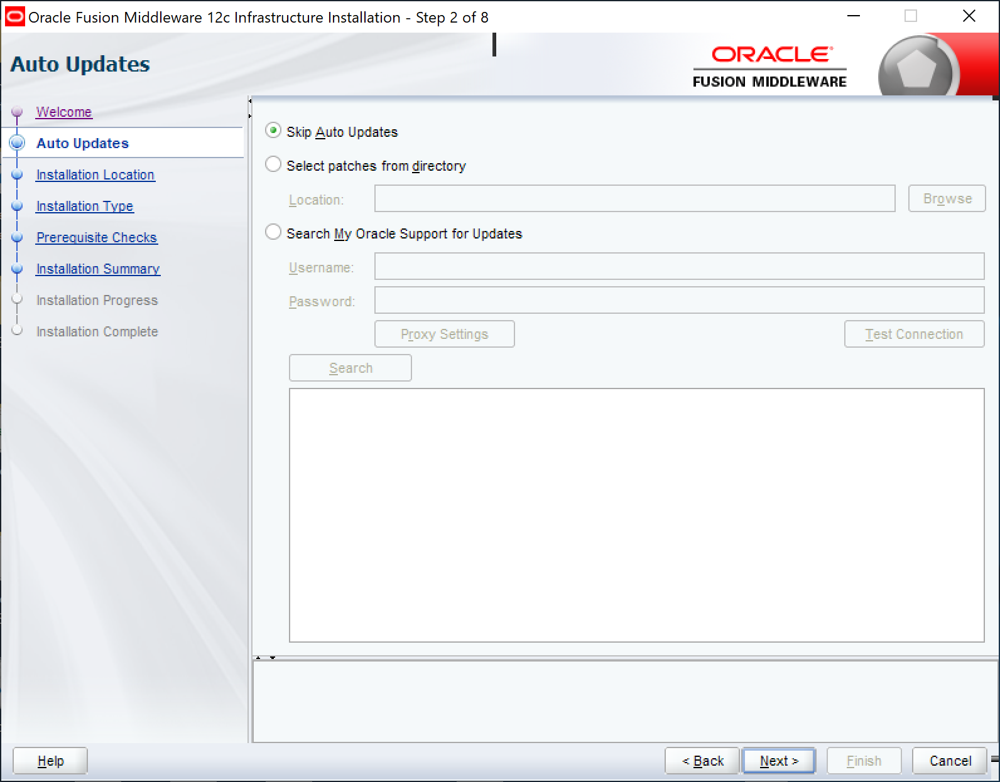 Oracle Fusion Middleware 12c Infrastructure Installation - Step 2 of 8
Auto Updates
ORACLE®
FUSION MIDDLEWARE
Welcome
Auto Updates
Installation Location
Installation Type
Prerequisite Checks
Installation Summary
Installation Progress
Installation Complete
Skip Auto Updates
Select patches from directory
Location:
Browse
Search My Oracle Support for Updates
Username:
Password:
Proxy Settings
Test Connection
Search
Help
< Back
Next >
Finish
Cancel